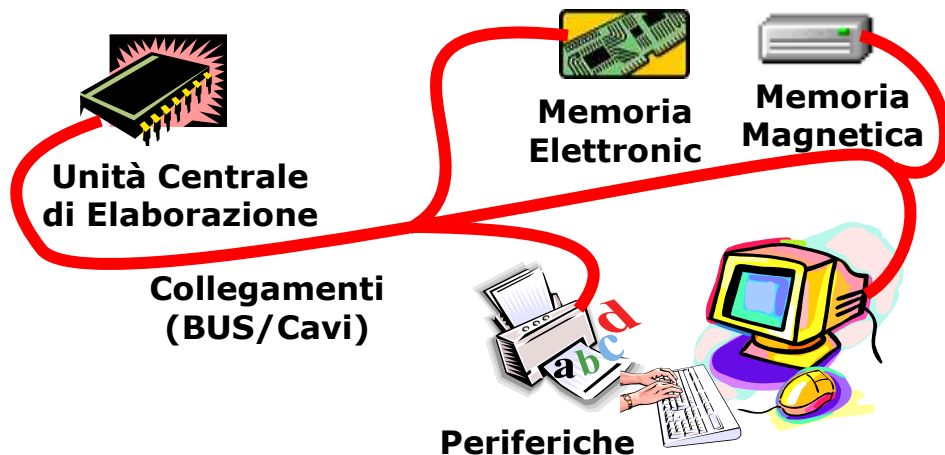 Memoria
Elettronic
Memoria
Magnetica
Unità Centrale
di Elaborazione
Collegamenti
(BUS/Cavi)
a b c d
Periferiche